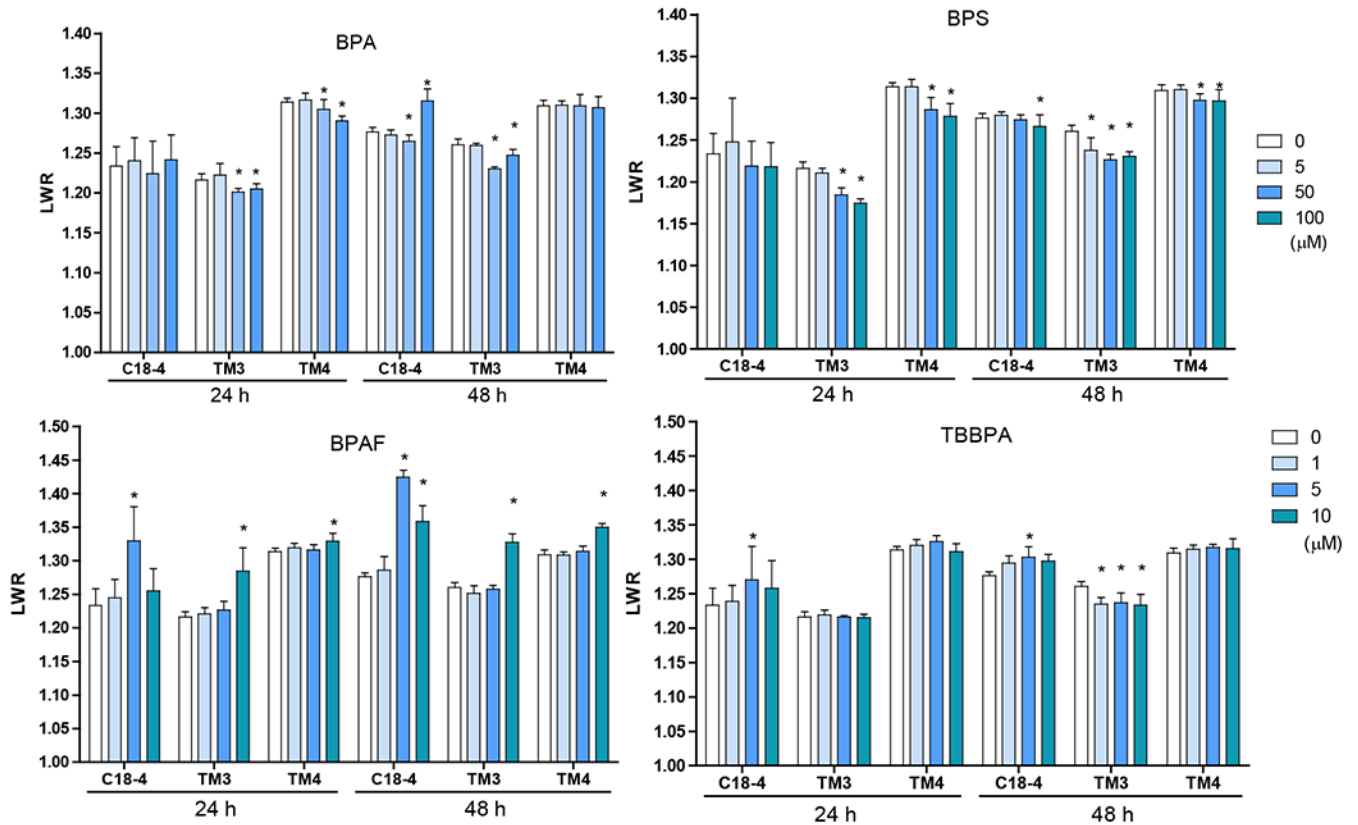 BPA
1.40
1.35
1.30
1.25
1.20
1.15
1.10
1.05
1.00
LWR
* * * * * * * *
C18-4 TM3 TM4 C18-4 TM3 TM4
24 h 48 h
BPS
1.40
1.35
1.30
1.25
1.20
1.15
1.10
1.05
1.00
LWR
* * * * * * * * * *
C18-4 TM3 TM4 C18-4 TM3 TM4
24 h 48 h
0
5
50
100
(μM)
BPAF
1.50
1.45
1.40
1.35
1.30
1.25
1.20
1.15
1.10
1.05
1.00
LWR
* * * * * * *
C18-4 TM3 TM4 C18-4 TM3 TM4
24 h 48 h
TBBPA
1.50
1.45
1.40
1.35
1.30
1.25
1.20
1.15
1.10
1.05
1.00
LWR
* * * * *
C18-4 TM3 TM4 C18-4 TM3 TM4
24 h 48 h
0
1
5
10
(μM)